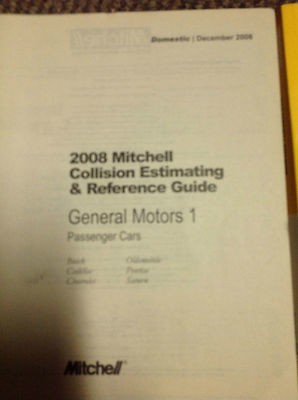 Domestic | December 2008
2008 Mitchell
Collision Estimating
& Reference Guide
General Motors 1
Passenger Cars
Buick Oldsmobile
Cadillac Pontiac
Chevrolet Saturn
Mitchell